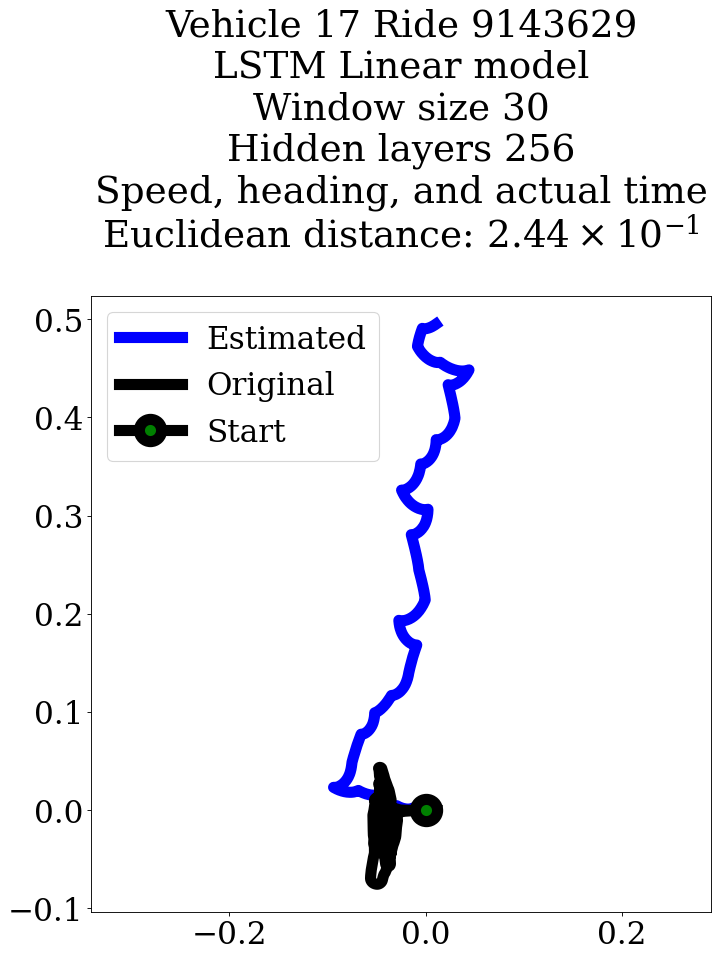 Vehicle 17 Ride 9143629
LSTM Linear model
Window size 30
Hidden layers 256
Speed, heading, and actual time
Euclidean distance: 2.44 × 10⁻¹
Estimated
Original
Start
0.5
0.4
0.3
0.2
0.1
0.0
−0.1
−0.2 0.0 0.2